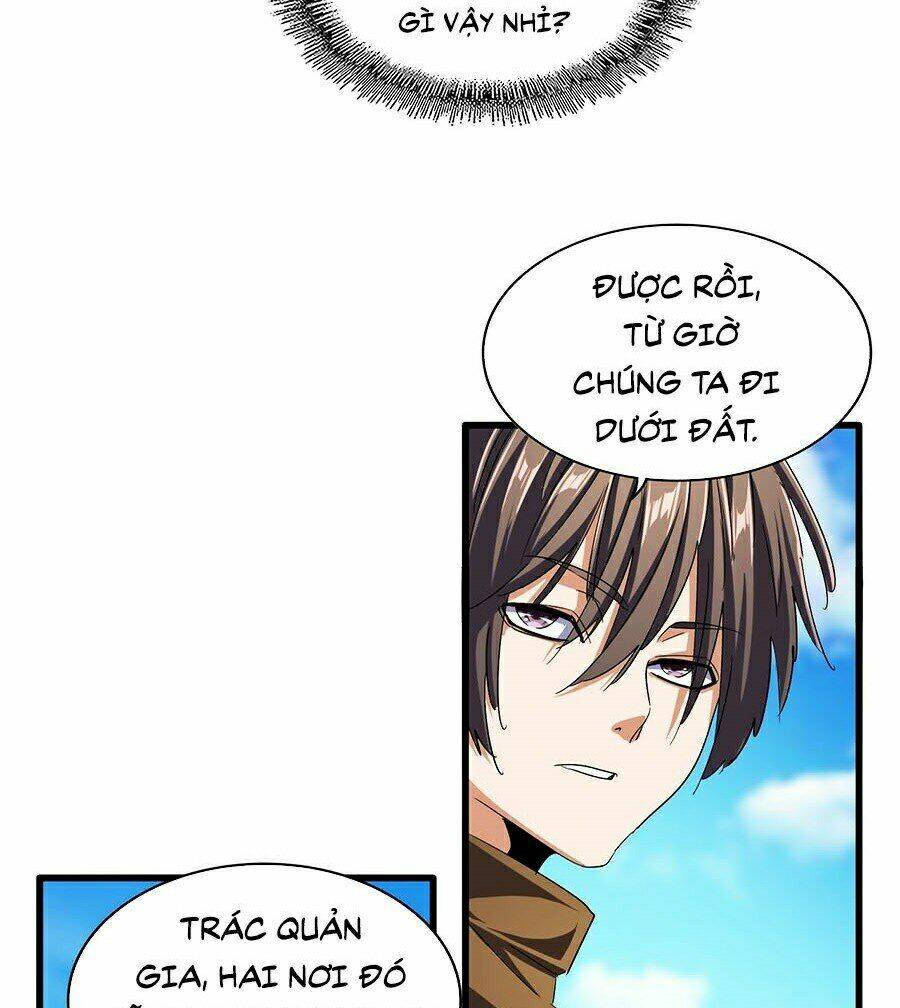 GÌ VẬY NHỈ?
ĐƯỢC RỒI,
TỪ GIỜ
CHÚNG TA ĐI
DƯỚI ĐẤT.
TRÁC QUẢN
GIA, HAI NƠI ĐÓ